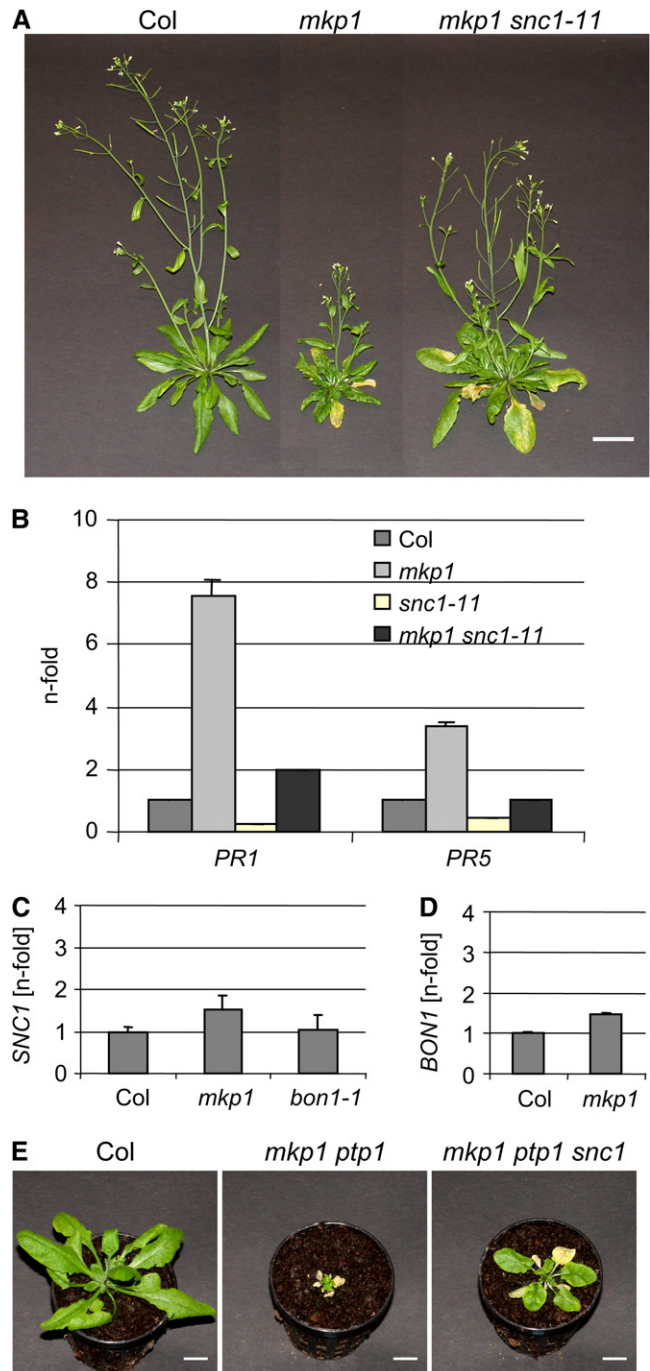 A
Col
mkp1
mkp1 snc1-11
B
10
8
6
4
2
0
n-fold
Col
mkp1
snc1-11
mkp1 snc1-11
PR1
PR5
C
4
3
2
1
0
SNC1 [n-fold]
Col
mkp1
bon1-1
D
4
3
2
1
0
BON1 [n-fold]
Col
mkp1
E
Col
mkp1 ptp1
mkp1 ptp1 snc1